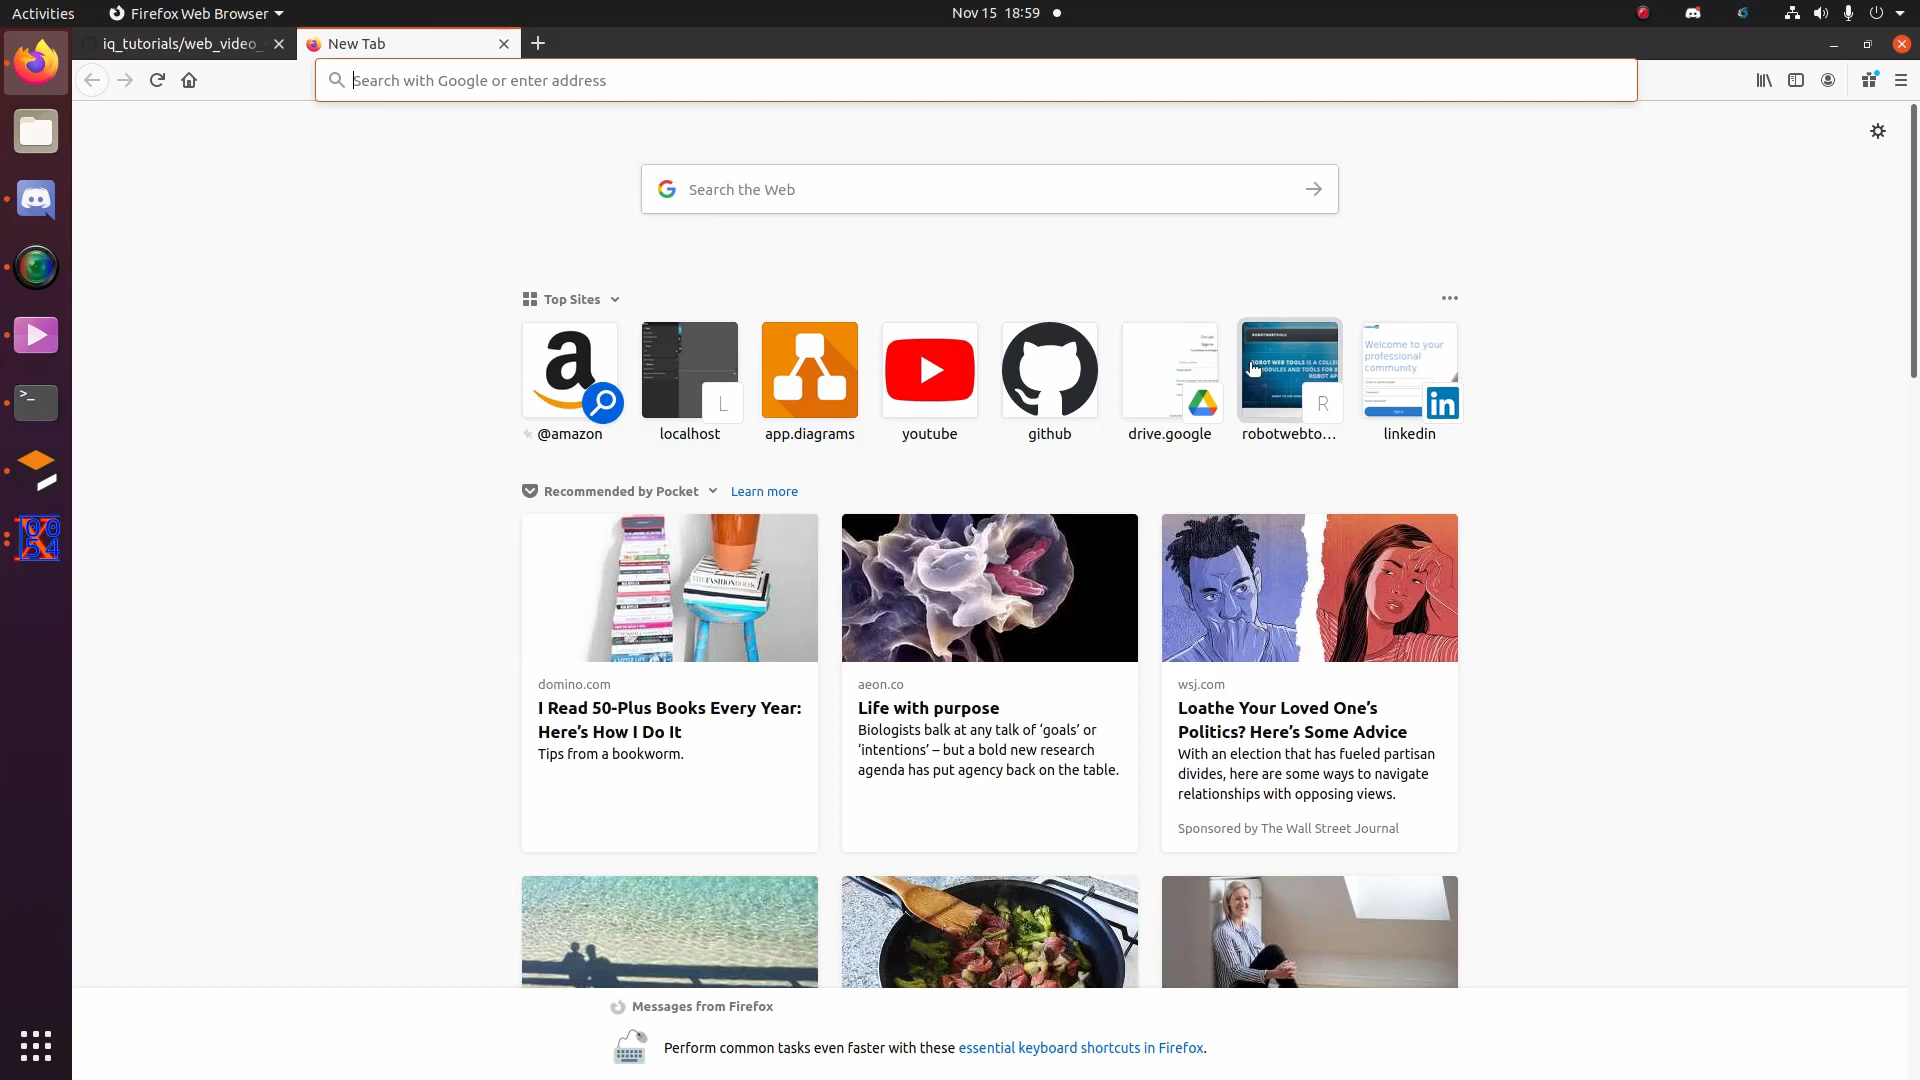 Activities
Firefox Web Browser
Nov 15 18:59
iq_tutorials/web_video_
New Tab
Search with Google or enter address
Search the Web
Top Sites
L
R
Welcome to your
professional
community
@amazon
localhost
app.diagrams
youtube
github
drive.google
robotwebto...
linkedin
Recommended by Pocket
Learn more
domino.com
I Read 50-Plus Books Every Year:
Here's How I Do It
Tips from a bookworm.
aeon.co
Life with purpose
Biologists balk at any talk of ‘goals’ or
‘intentions’ – but a bold new research
agenda has put agency back on the table.
wsj.com
Loathe Your Loved One’s
Politics? Here’s Some Advice
With an election that has fueled partisan
divides, here are some ways to navigate
relationships with opposing views.
Sponsored by The Wall Street Journal
Messages from Firefox
Perform common tasks even faster with these essential keyboard shortcuts in Firefox.